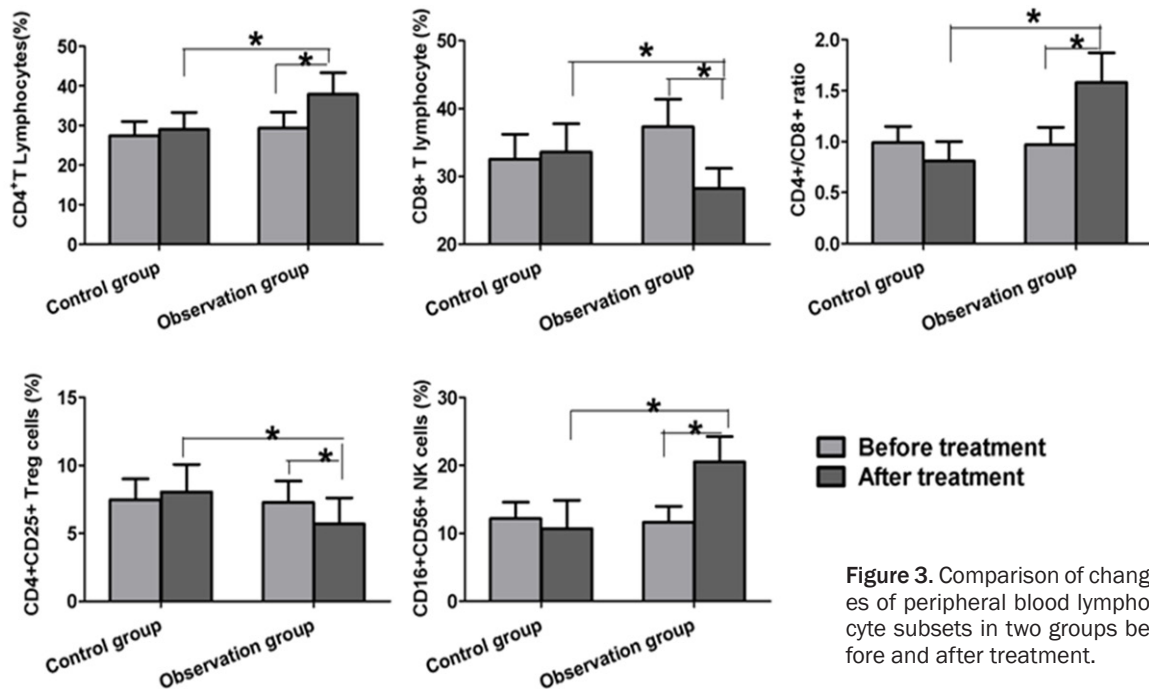 CD4+T Lymphocytes(%)
50
40
30
20
10
0
*
*
Control group
Observation group
CD8+ T lymphocyte (%)
50
40
30
20
*
*
Control group
Observation group
CD4+/CD8+ ratio
2.0
1.5
1.0
0.5
0.0
*
*
Control group
Observation group
CD4+CD25+ Treg cells (%)
15
10
5
0
*
*
Control group
Observation group
CD16+CD56+ NK cells (%)
30
20
10
0
*
*
Control group
Observation group
Before treatment
After treatment
Figure 3. Comparison of chang-
es of peripheral blood lympho-
cyte subsets in two groups be-
fore and after treatment.